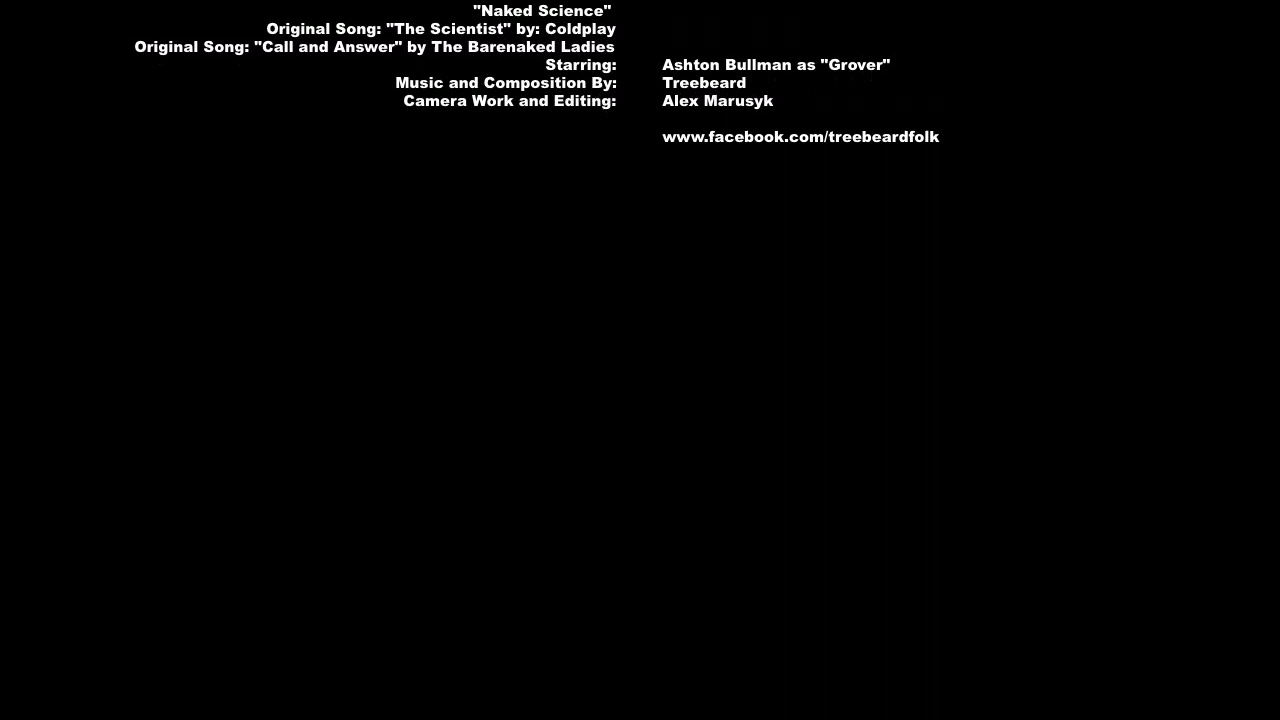 "Naked Science"
Original Song: "The Scientist" by: Coldplay
Original Song: "Call and Answer" by The Barenaked Ladies
Starring: Ashton Bullman as "Grover"
Music and Composition By: Treebeard
Camera Work and Editing: Alex Marusyk
www.facebook.com/treebeardfolk